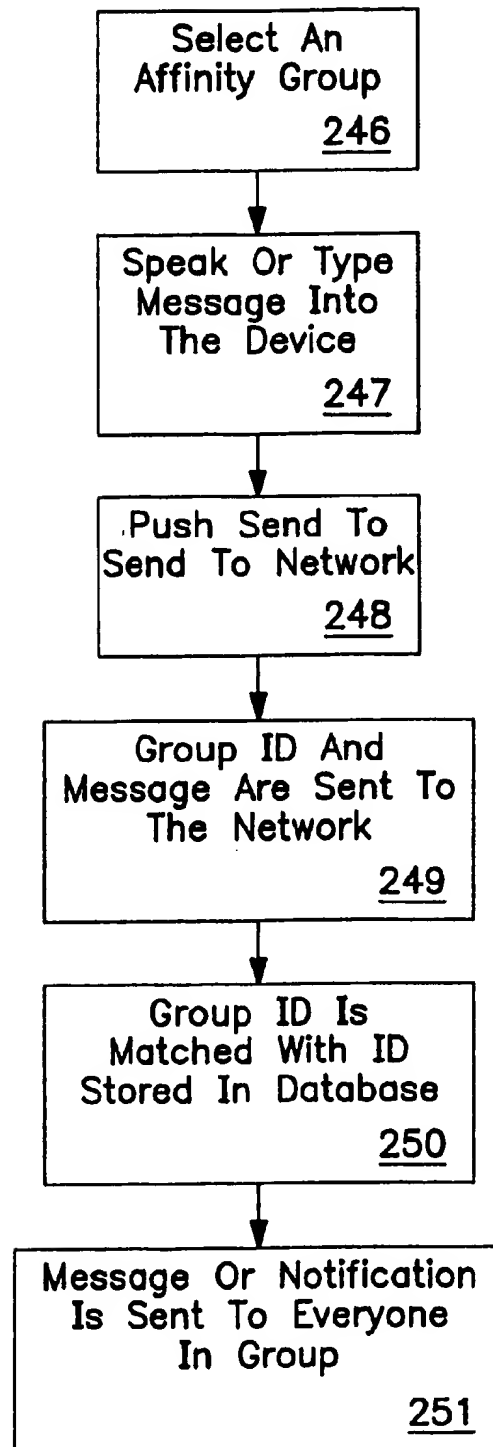 Select An
Affinity Group
246
Speak Or Type
Message Into
The Device
247
Push Send To
Send To Network
248
Group ID And
Message Are Sent To
The Network
249
Group ID Is
Matched With ID
Stored In Database
250
Message Or Notification
Is Sent To Everyone
In Group
251